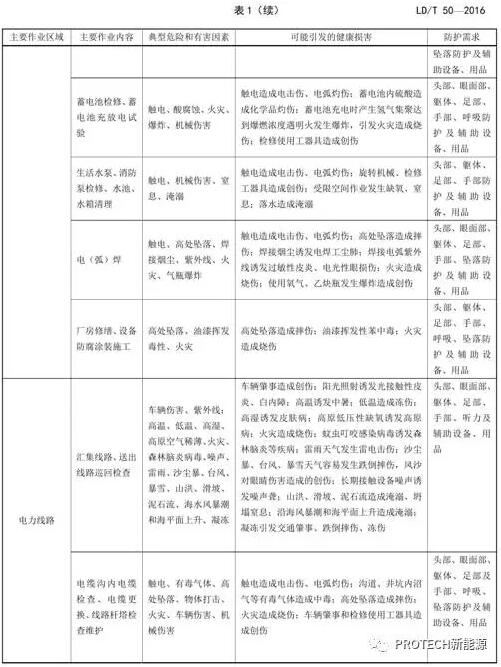 表1（续）
LD/T 50—2016
主要作业区域
主要作业内容
典型危险和有害因素
可能引发的健康损害
防护需求
坠落防护及辅
助设备、用品
蓄电池检修、蓄
电池充放电试
验
触电、酸腐蚀、火灾、
爆炸、机械伤害
触电造成电击伤、电弧灼伤；蓄电池内硫酸造
成化学品灼伤；蓄电池充电时产生氢气集聚达
到爆燃浓度遇明火发生爆炸，引发火灾造成烧
伤；检修使用工器具造成创伤
头部、眼面部、
躯体、足部、
手部、呼吸防
护及辅助设
备、用品
生活水泵、消防
泵检修、水池、
水箱清理
触电、机械伤害、窒
息、淹溺
触电造成电击伤、电弧灼伤；旋转机械、检修
工器具造成创伤；受限空间作业发生缺氧、窒
息；落水造成淹溺
头部、躯体、
足部、手部防
护及辅助设
备、用品
电（弧）焊
触电、高处坠落、焊
接烟尘、紫外线、火
灾、气瓶爆炸
触电造成电击伤、电弧灼伤；高处坠落造成摔
伤；焊接烟尘诱发电焊工尘肺；焊接电弧紫外
线诱发过敏性皮炎、电光性眼损伤；火灾造成
烧伤；使用氧气、乙炔瓶发生爆炸造成创伤
头部、眼面部、
躯体、足部、
手部、坠落防
护及辅助设
备、用品
厂房修缮、设备
防腐涂装施工
高处坠落，油漆挥发
毒性、火灾
高处坠落造成摔伤；油漆挥发性苯中毒；火灾
造成烧伤
头部、躯体、
足部、手部、
呼吸、坠落防
护及辅助设
备、用品
电力线路
汇集线路、送出
线路巡回检查
车辆伤害、紫外线；
高温、低温、高湿、
高原空气稀薄、火灾、
森林脑炎病毒、噪声、
雷雨、沙尘暴、台风、
暴雪、山洪、滑坡、
泥石流，海水风暴潮
和海平面上升、凝冻
车辆肇事造成创伤；阳光照射诱发光接触性皮
炎、白内障；高温诱发中暑；低温造成冻伤；
高湿诱发皮肤病；高原低压性缺氧诱发高原
病；火灾造成烧伤；蚊虫叮咬感染病毒诱发森
林脑炎等疾病；雷雨天气发生雷电击伤；沙尘
暴、台风、暴雪天气容易发生跌倒摔伤，风沙
对眼睛伤害造成的创伤；长期接触设备噪声诱
发噪声聋；山洪、滑坡、泥石流造成淹溺、坍
塌窒息；沿海风暴潮和海平面上升造成淹溺；
凝冻引发交通肇事、跌倒摔伤、冻伤
头部、眼面部、
躯体、足部、
手部、听力及
辅助设备、用
品
电缆沟内电缆
检查、电缆更
换、线路杆塔检
查维护
触电、有毒气体、高
处坠落、物体打击、
火灾、车辆伤害、机
械伤害
触电造成电击伤、电弧灼伤；沟道、井坑内沼
气等有毒气体造成中毒；高处坠落造成摔伤；
火灾造成烧伤；车辆肇事和检修使用工器具造
成创伤
头部、眼面部、
躯体、足部及
手部、呼吸、
坠落防护及辅
助设备、用品
PROTECH新能源